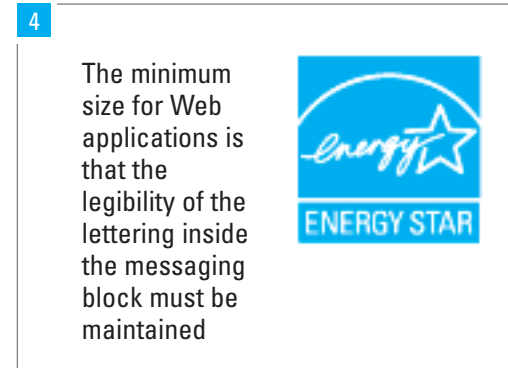 4
The minimum
size for Web
applications is
that the
legibility of the
lettering inside
the messaging
block must be
maintained
energy
ENERGY STAR